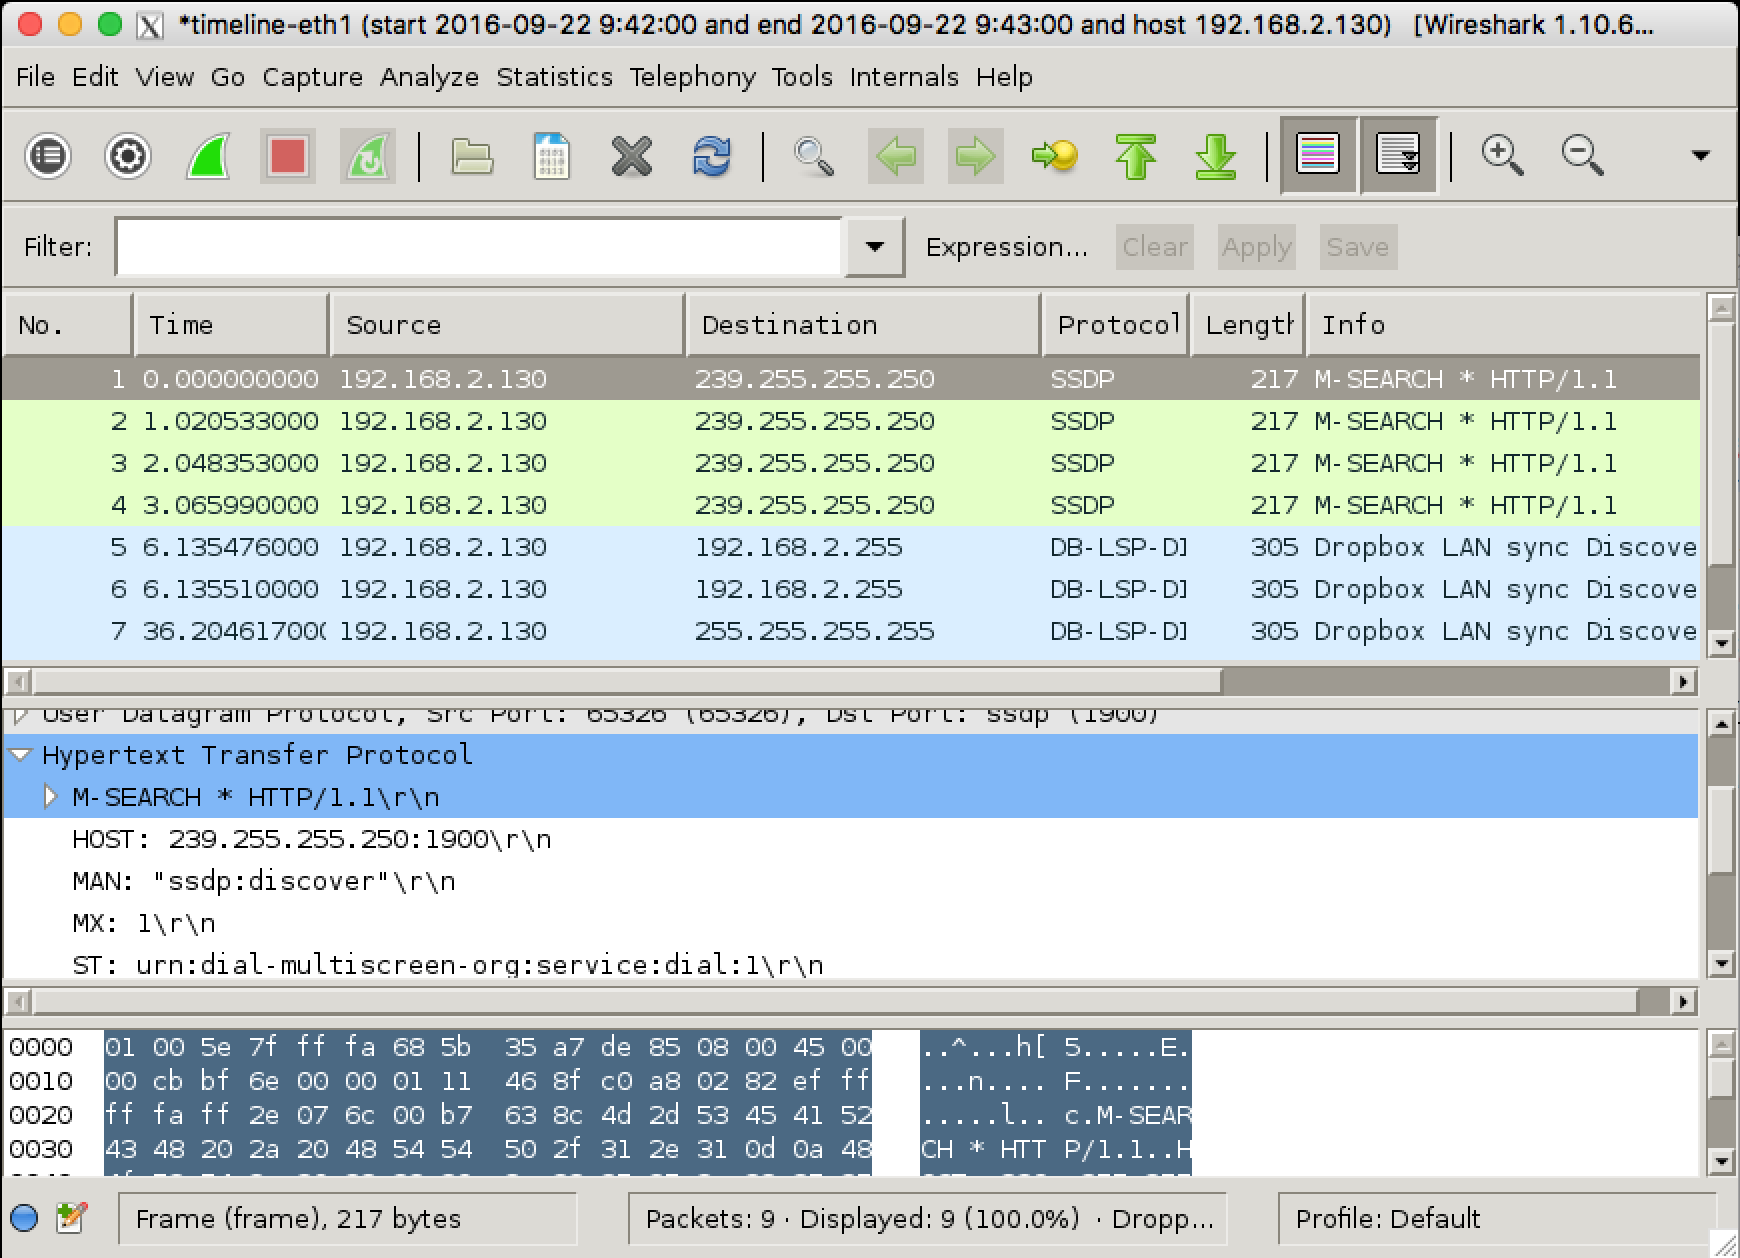 *timeline-eth1 (start 2016-09-22 9:42:00 and end 2016-09-22 9:43:00 and host 192.168.2.130) [Wireshark 1.10.6...
File Edit View Go Capture Analyze Statistics Telephony Tools Internals Help
Filter: Expression... Clear Apply Save
No. Time Source Destination Protocol Length Info
1 0.000000000 192.168.2.130 239.255.255.250 SSDP 217 M-SEARCH * HTTP/1.1
2 1.020533000 192.168.2.130 239.255.255.250 SSDP 217 M-SEARCH * HTTP/1.1
3 2.048353000 192.168.2.130 239.255.255.250 SSDP 217 M-SEARCH * HTTP/1.1
4 3.065990000 192.168.2.130 239.255.255.250 SSDP 217 M-SEARCH * HTTP/1.1
5 6.135476000 192.168.2.130 192.168.2.255 DB-LSP-DI 305 Dropbox LAN sync Discove
6 6.135510000 192.168.2.130 192.168.2.255 DB-LSP-DI 305 Dropbox LAN sync Discove
7 36.204617000 192.168.2.130 255.255.255.255 DB-LSP-DI 305 Dropbox LAN sync Discove
User Datagram Protocol, Src Port: 65326 (65326), Dst Port: ssdp (1900)
Hypertext Transfer Protocol
M-SEARCH * HTTP/1.1\r\n
HOST: 239.255.255.250:1900\r\n
MAN: "ssdp:discover"\r\n
MX: 1\r\n
ST: urn:dial-multiscreen-org:service:dial:1\r\n
0000 01 00 5e 7f ff fa 68 5b 35 a7 de 85 08 00 45 00 ..^...h[ 5.....E.
0010 00 cb bf 6e 00 00 01 11 46 8f c0 a8 02 82 ef ff ...n.... F.......
0020 ff fa ff 2e 07 6c 00 b7 63 8c 4d 2d 53 45 41 52 .....l.. c.M-SEAR
0030 43 48 20 2a 20 48 54 54 50 2f 31 2e 31 0d 0a 48 CH * HTT P/1.1..H
Frame (frame), 217 bytes Packets: 9 · Displayed: 9 (100.0%) · Dropp... Profile: Default